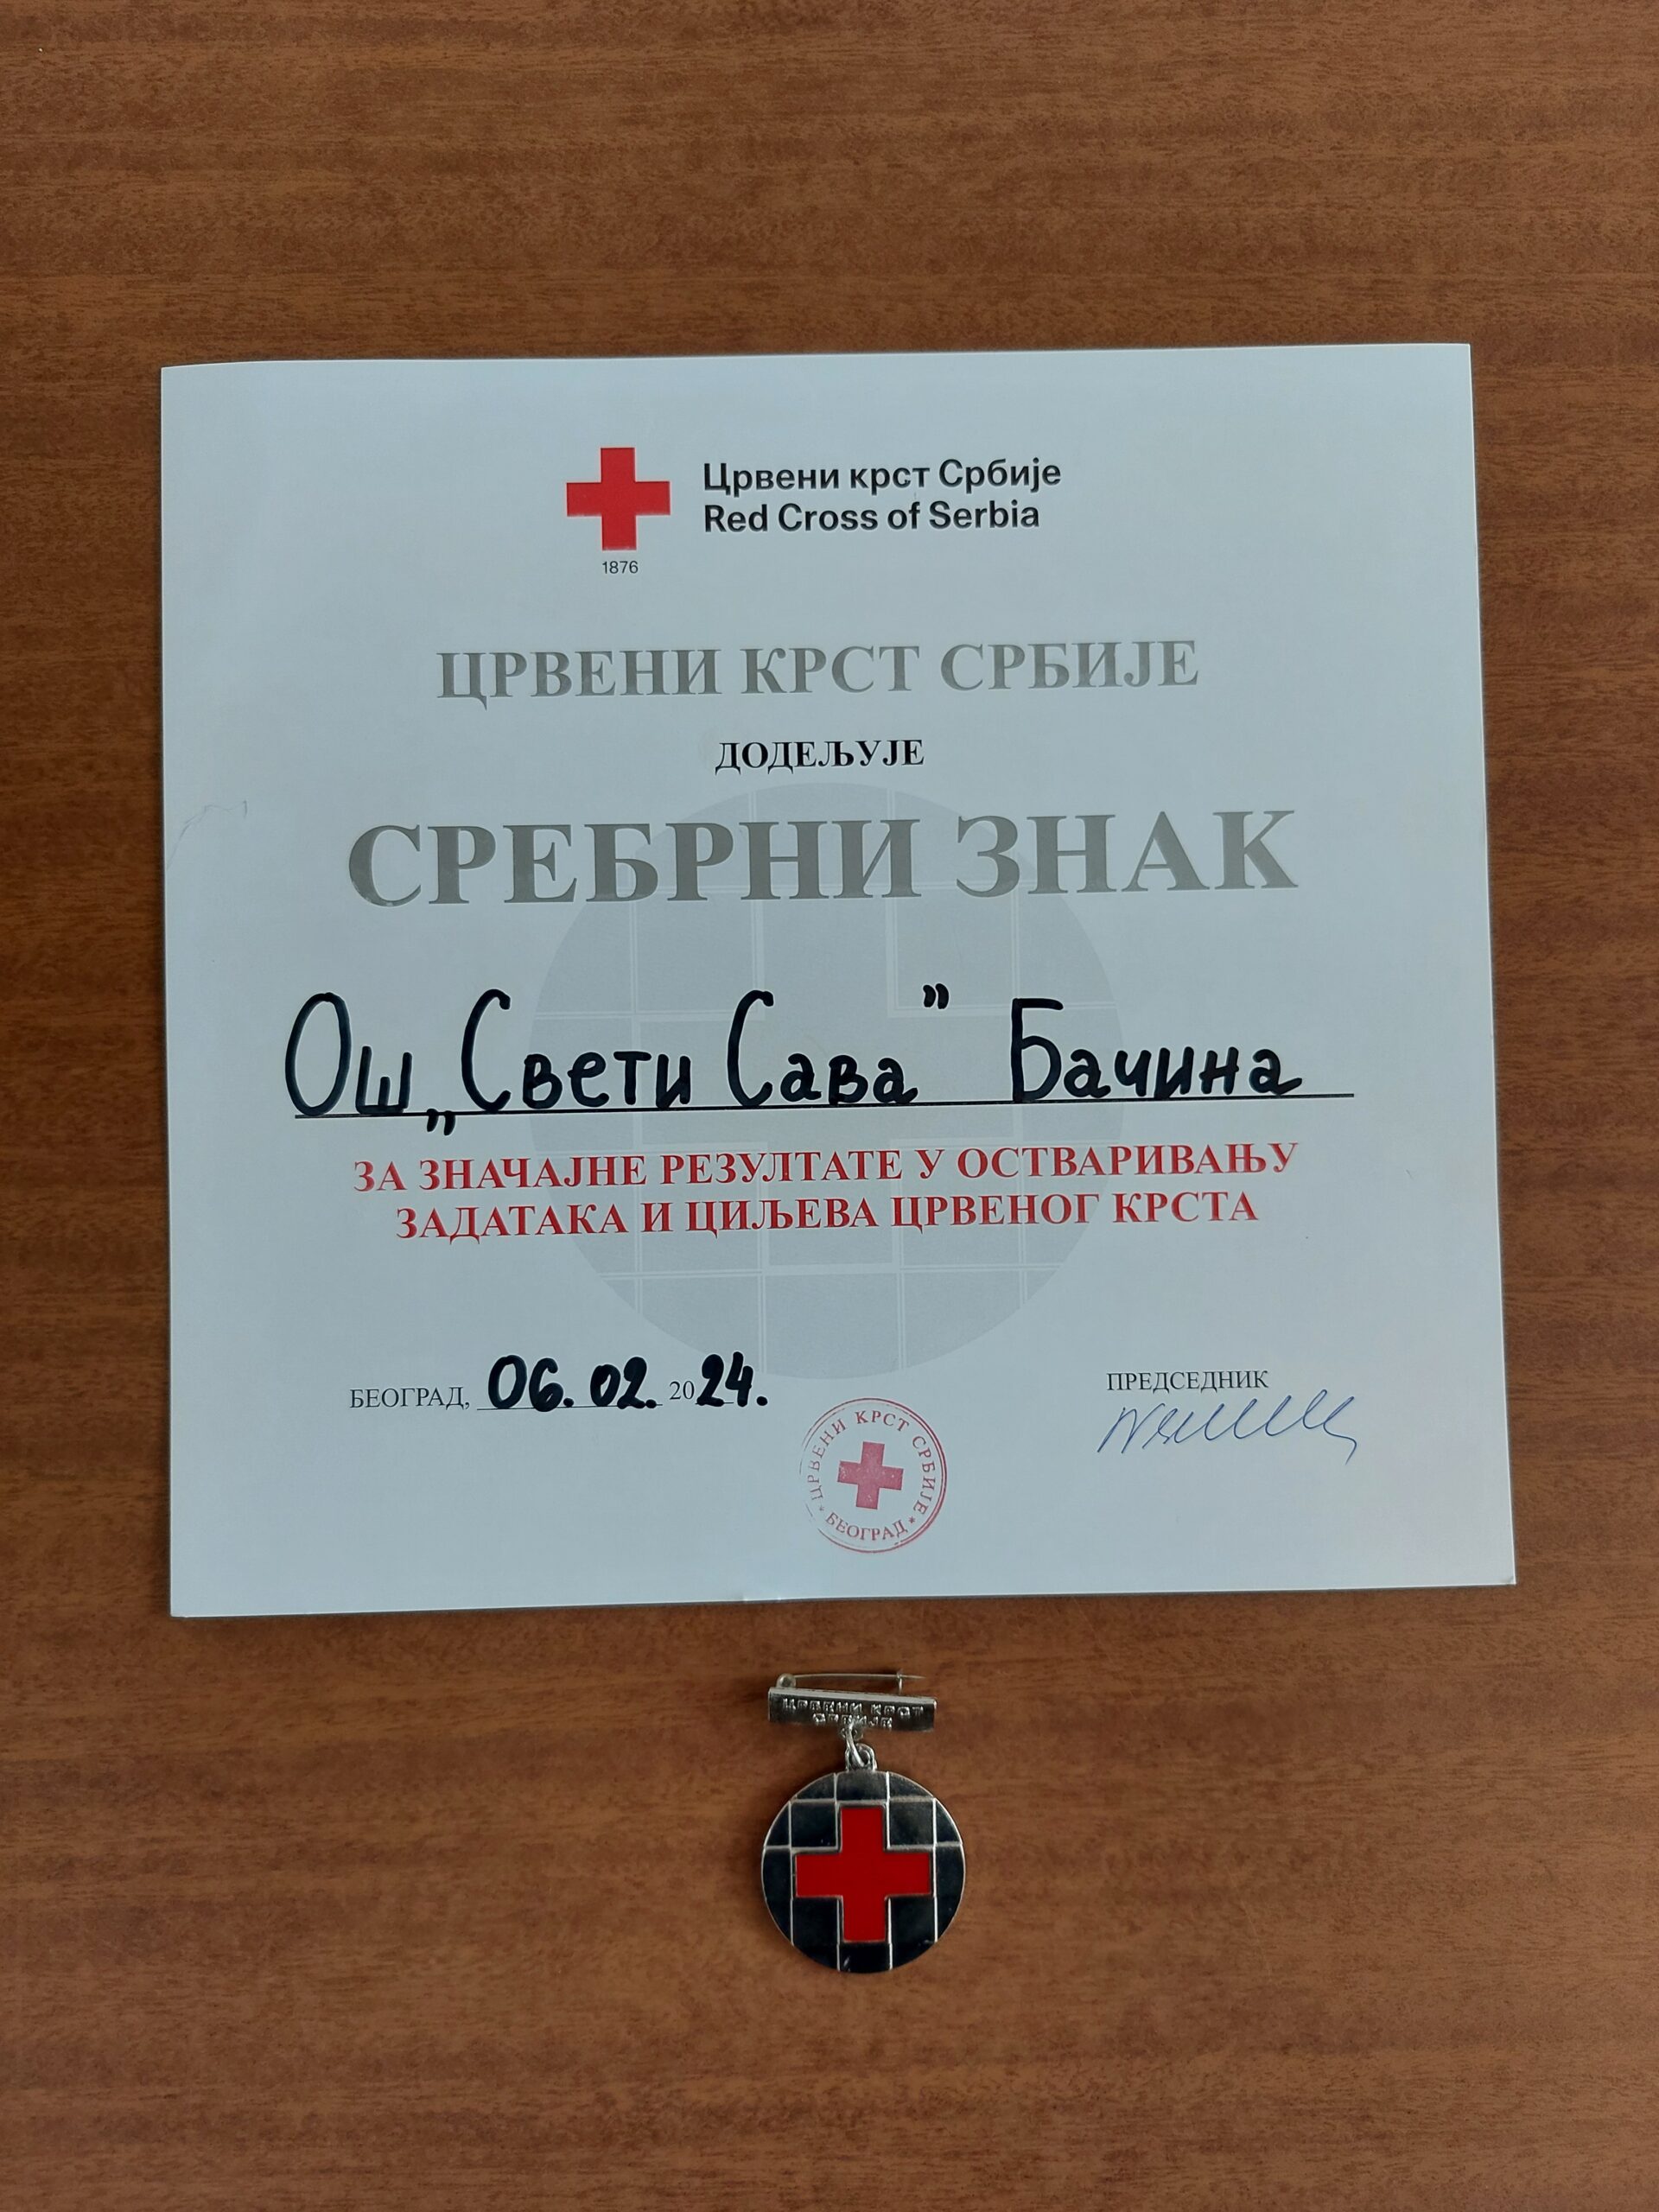 Црвени крст Србије
Red Cross of Serbia
1876
ЦРВЕНИ КРСТ СРБИЈЕ
ДОДЕЉУЈЕ
СРЕБРНИ ЗНАК
Ош „Свети Сава” Бачина
ЗА ЗНАЧАЈНЕ РЕЗУЛТАТЕ У ОСТВАРИВАЊУ
ЗАДАТАКА И ЦИЉЕВА ЦРВЕНОГ КРСТА
БЕОГРАД, 06. 02. 2024.
ПРЕДСЕДНИК
ЦРВЕНИ КРСТ СРБИЈЕ * БЕОГРАД *
ЦРВЕНИ КРСТ
СРБИЈЕ